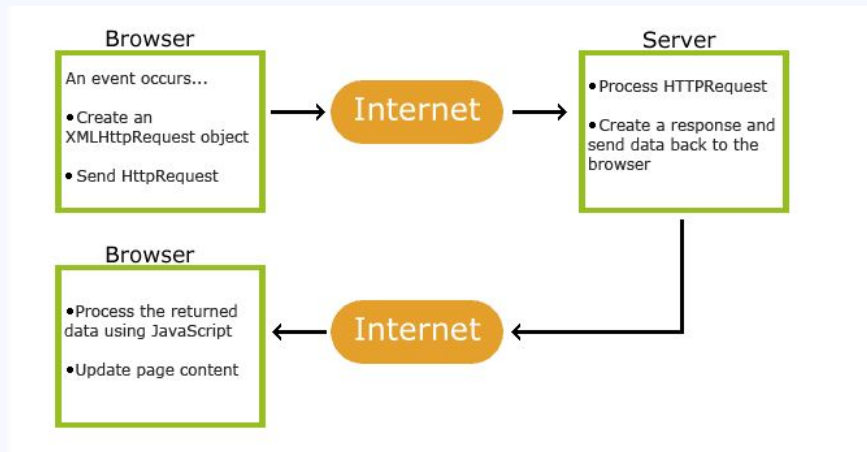 Browser
An event occurs...
•Create an
XMLHttpRequest object
•Send HttpRequest
Internet
Server
•Process HTTPRequest
•Create a response and
send data back to the
browser
Browser
•Process the returned
data using JavaScript
•Update page content
Internet